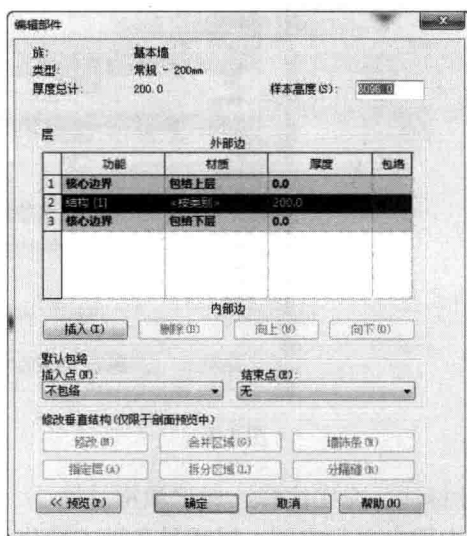 编辑部件
族: 基本墙
类型: 常规 - 200mm
厚度总计: 200.0 样本高度(S):
层
外部边
功能 材质 厚度 包络
1 核心边界 包络上层 0.0
2 结构 [1] <按类别> 200.0
3 核心边界 包络下层 0.0
内部边
插入(I) 删除(D) 向上(U) 向下(O)
默认包络
插入点(N): 结束点(E):
不包络 无
修改垂直结构(仅限于剖面预览中)
修改(M) 合并区域(G) 墙饰条(W)
指定层(A) 拆分区域(L) 分隔缝(R)
<< 预览(P) 确定 取消 帮助(H)